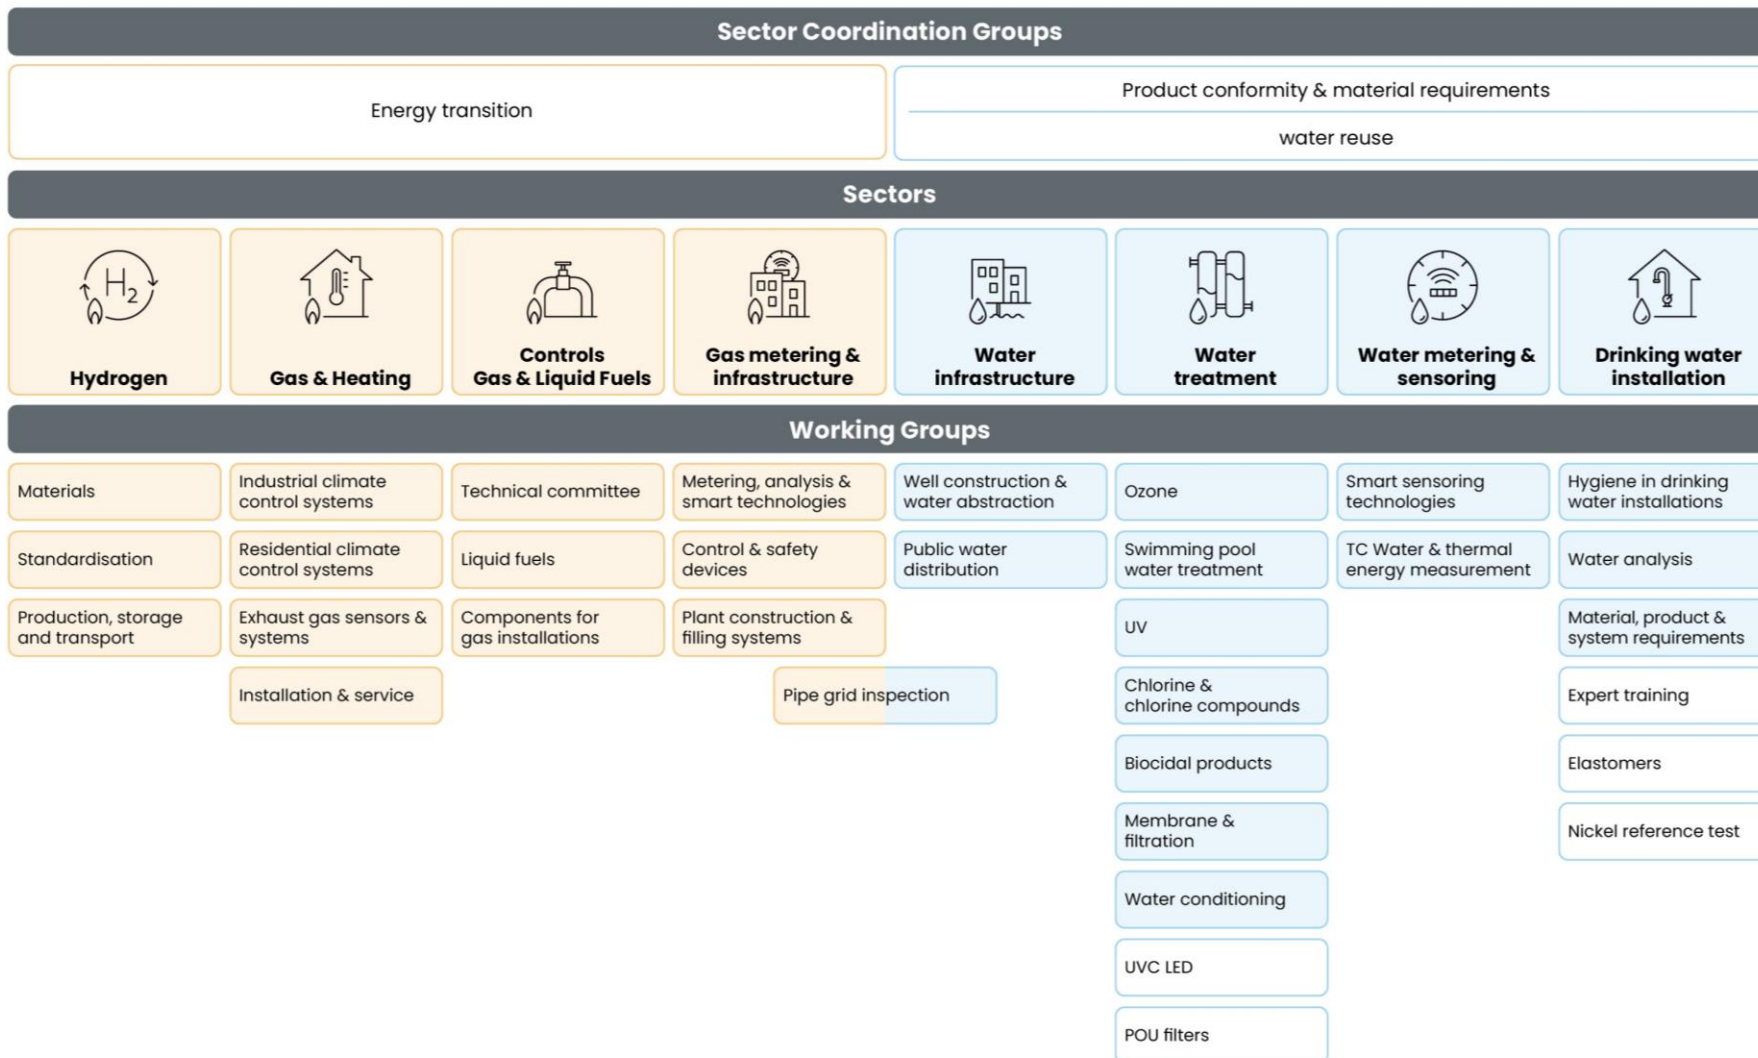 Sector Coordination Groups
Energy transition
Product conformity & material requirements
water reuse
Sectors
H2
Hydrogen
Gas & Heating
Controls
Gas & Liquid Fuels
Gas metering &
infrastructure
Water
infrastructure
Water
treatment
Water metering &
sensoring
Drinking water
installation
Working Groups
Materials
Standardisation
Production, storage
and transport
Industrial climate
control systems
Residential climate
control systems
Exhaust gas sensors &
systems
Installation & service
Technical committee
Liquid fuels
Components for
gas installations
Metering, analysis &
smart technologies
Control & safety
devices
Plant construction &
filling systems
Pipe grid inspection
Well construction &
water abstraction
Public water
distribution
Ozone
Swimming pool
water treatment
UV
Chlorine &
chlorine compounds
Biocidal products
Membrane &
filtration
Water conditioning
UVC LED
POU filters
Smart sensoring
technologies
TC Water & thermal
energy measurement
Hygiene in drinking
water installations
Water analysis
Material, product &
system requirements
Expert training
Elastomers
Nickel reference test